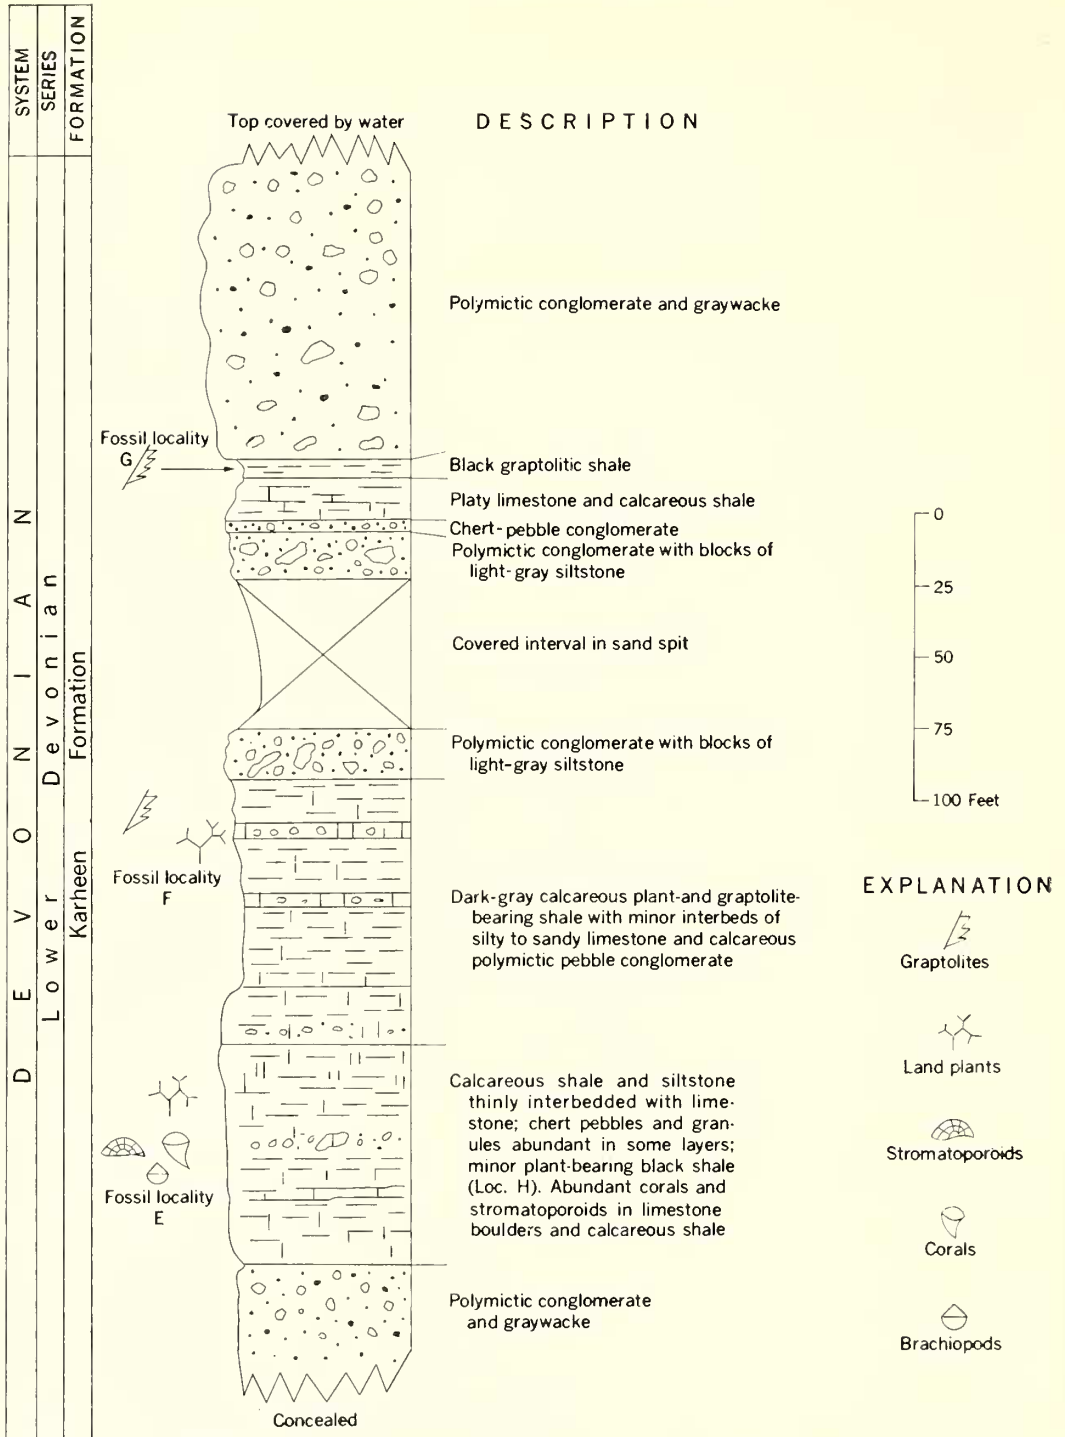 SYSTEM
SERIES
FORMATION
DEVONIAN
Lower Devonian
Karheen Formation
Top covered by water
DESCRIPTION
Polymictic conglomerate and graywacke
Fossil locality
G
Black graptolitic shale
Platy limestone and calcareous shale
Chert-pebble conglomerate
Polymictic conglomerate with blocks of
light-gray siltstone
Covered interval in sand spit
Polymictic conglomerate with blocks of
light-gray siltstone
Fossil locality
F
Dark-gray calcareous plant-and graptolite-
bearing shale with minor interbeds of
silty to sandy limestone and calcareous
polymictic pebble conglomerate
Fossil locality
E
Calcareous shale and siltstone
thinly interbedded with lime-
stone; chert pebbles and gran-
ules abundant in some layers;
minor plant-bearing black shale
(Loc. H). Abundant corals and
stromatoporoids in limestone
boulders and calcareous shale
Polymictic conglomerate
and graywacke
Concealed
0
25
50
75
100 Feet
EXPLANATION
Graptolites
Land plants
Stromatoporoids
Corals
Brachiopods